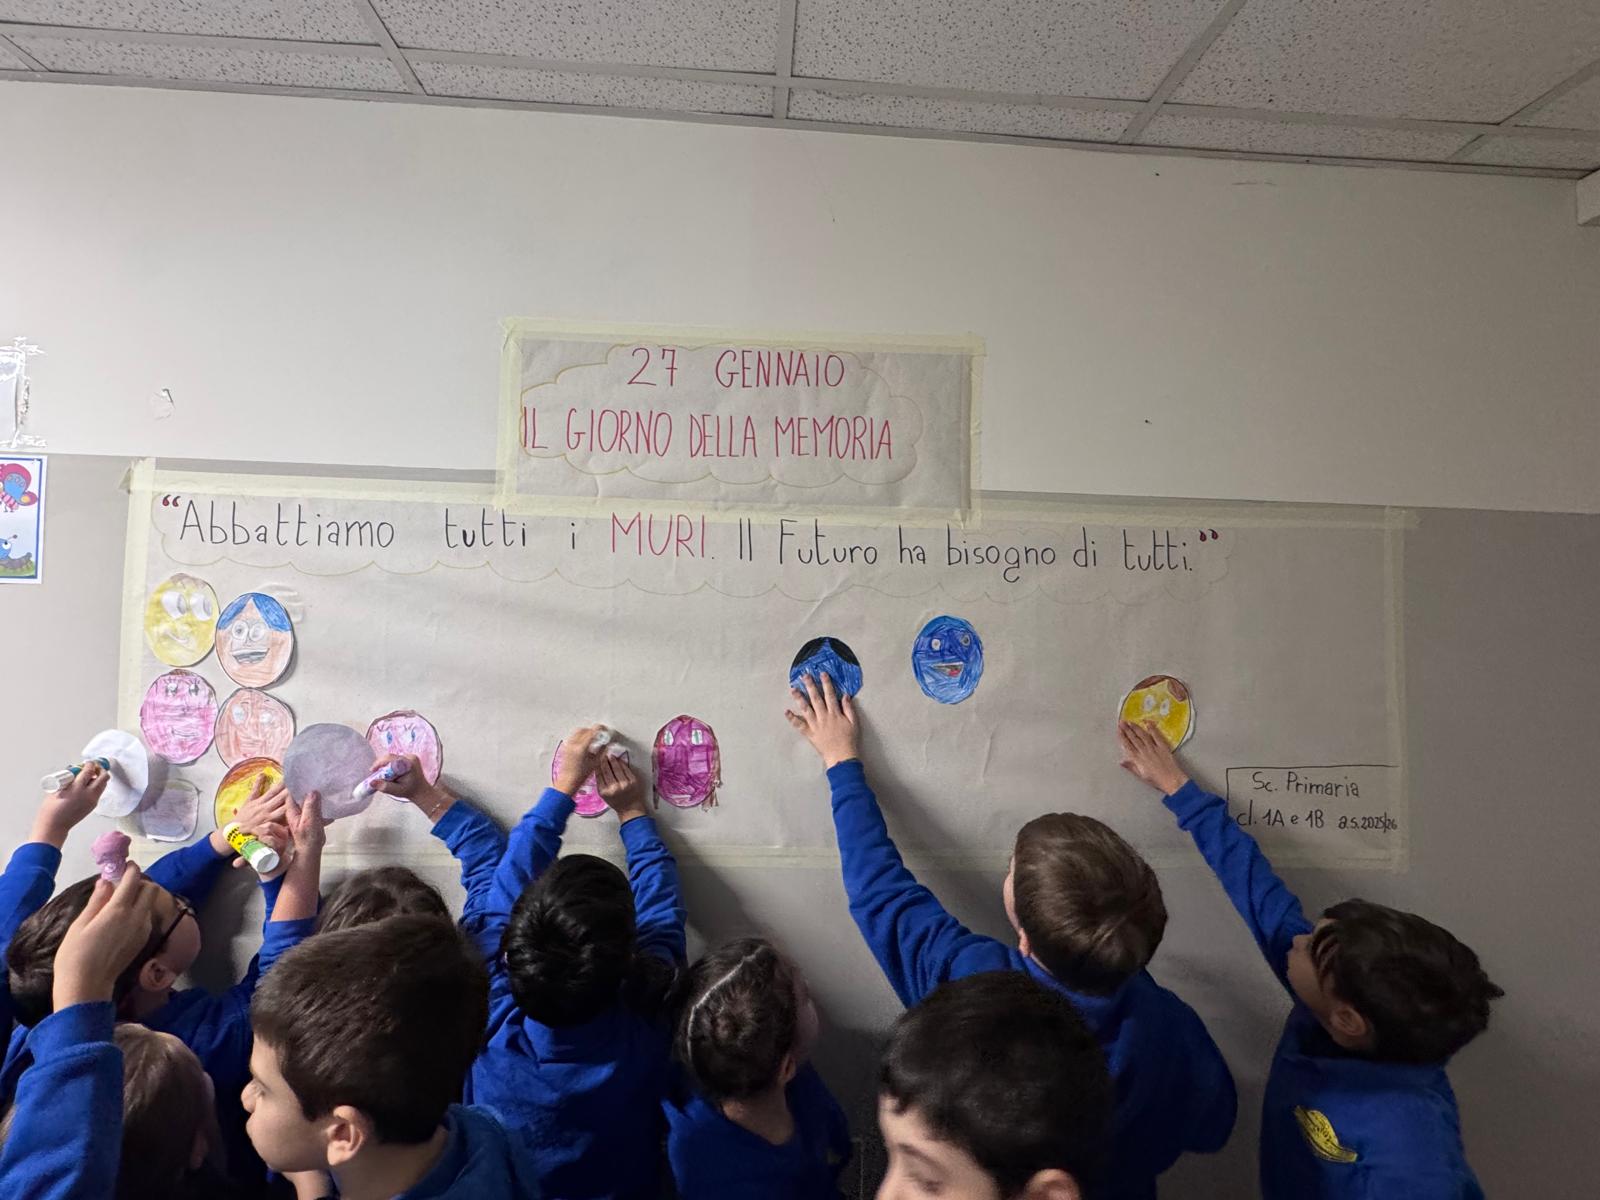 27 GENNAIO
IL GIORNO DELLA MEMORIA
“Abbattiamo tutti i MURI. Il Futuro ha bisogno di tutti.”
Sc. Primaria
cl. 1A e 1B a.s. 2025/26